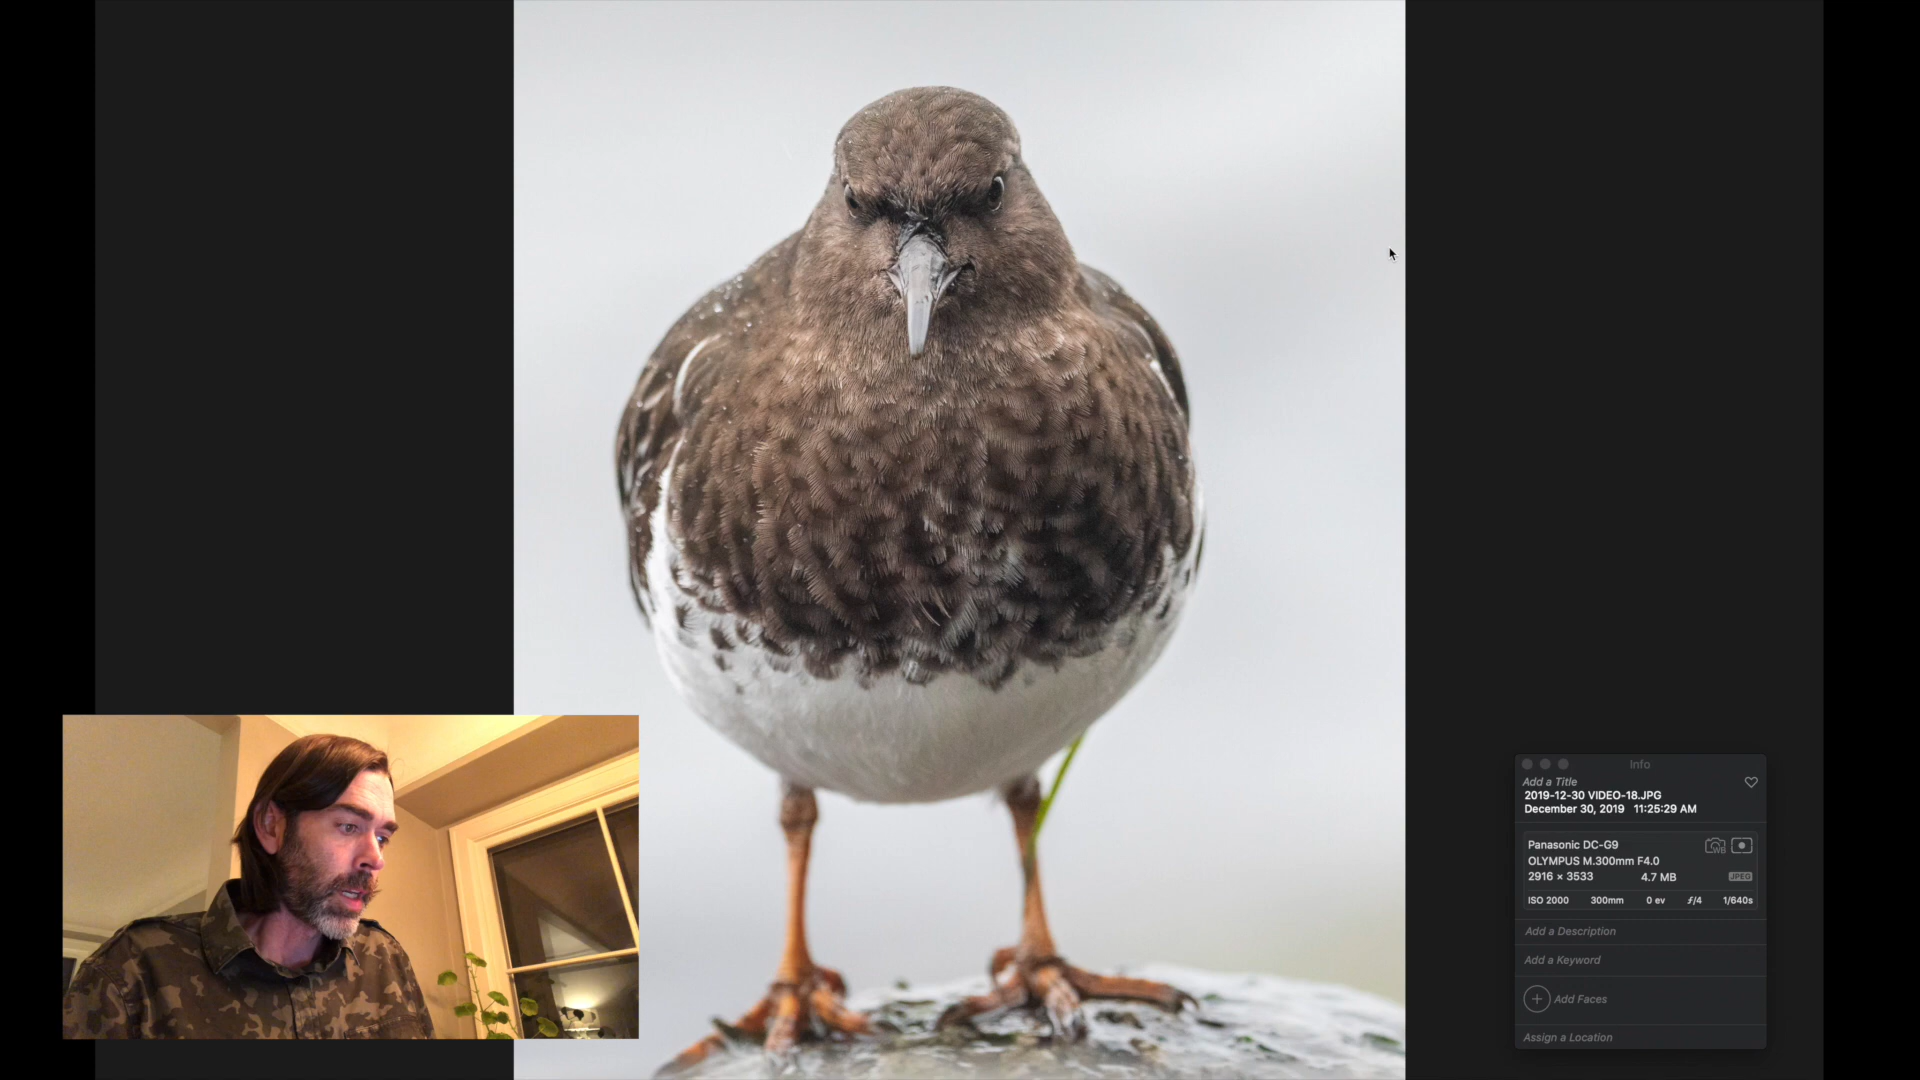 Info
Add a Title
2019-12-30 VIDEO-18.JPG
December 30, 2019 11:25:29 AM
Panasonic DC-G9
WB
OLYMPUS M.300mm F4.0
2916 × 3533 4.7 MB JPEG
ISO 2000 300mm 0 ev ƒ/4 1/640s
Add a Description
Add a Keyword
Add Faces
Assign a Location